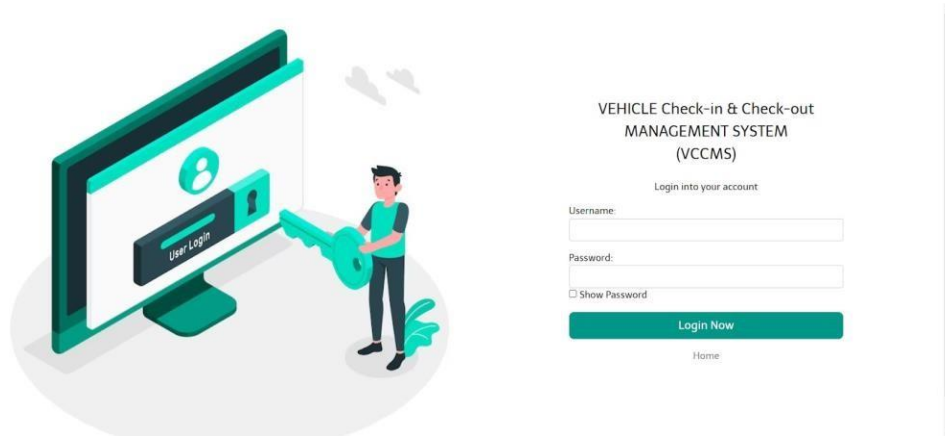 User Login
VEHICLE Check-in & Check-out
MANAGEMENT SYSTEM
(VCCMS)
Login into your account
Username:
Password:
Show Password
Login Now
Home